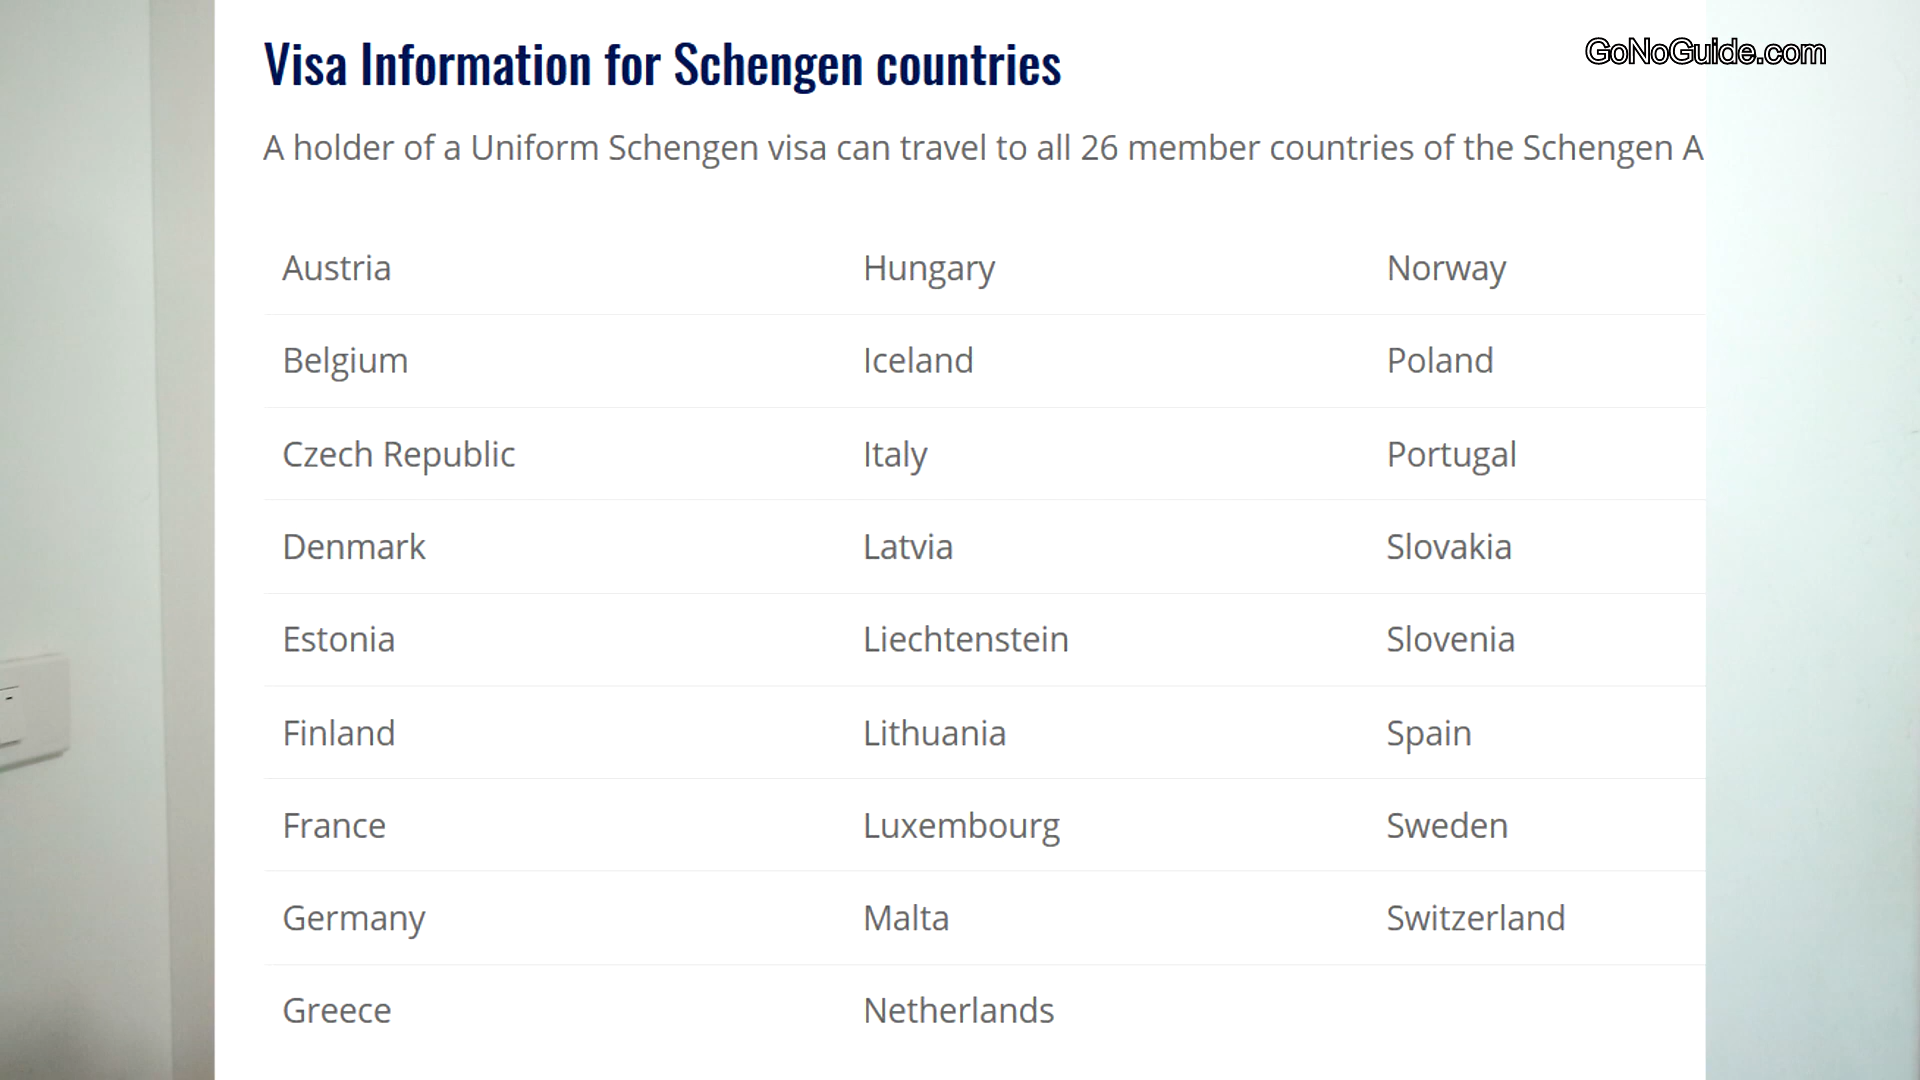 GoNoGuide.com
Visa Information for Schengen countries
A holder of a Uniform Schengen visa can travel to all 26 member countries of the Schengen A
Austria Hungary Norway
Belgium Iceland Poland
Czech Republic Italy Portugal
Denmark Latvia Slovakia
Estonia Liechtenstein Slovenia
Finland Lithuania Spain
France Luxembourg Sweden
Germany Malta Switzerland
Greece Netherlands